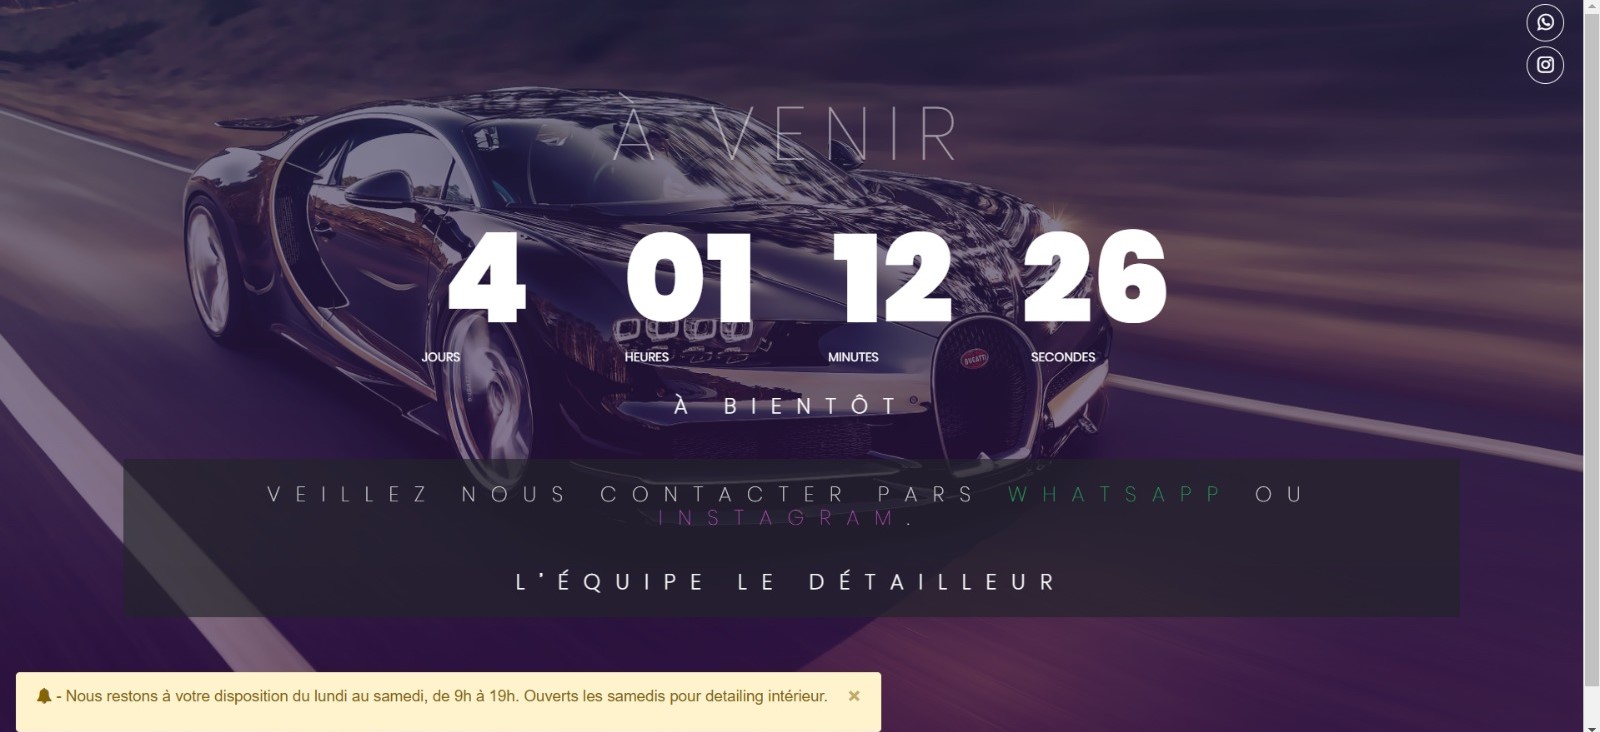 À VENIR
4 01 12 26
JOURS HEURES MINUTES SECONDES
BUGATTI
À BIENTÔT
VEILLEZ NOUS CONTACTER PARS WHATSAPP OU
INSTAGRAM.
L'ÉQUIPE LE DÉTAILLEUR
- Nous restons à votre disposition du lundi au samedi, de 9h à 19h. Ouverts les samedis pour detailing intérieur. ×